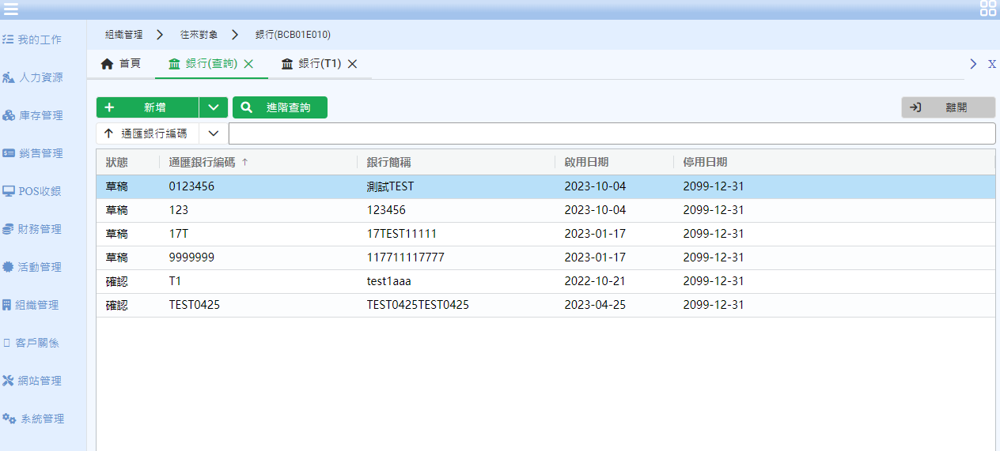 組織管理 往來對象 銀行(BCB01E010)
我的工作
人力資源
庫存管理
銷售管理
POS收銀
財務管理
活動管理
組織管理
客戶關係
網站管理
系統管理
首頁 銀行(查詢) 銀行(T1) X
新增 進階查詢 離開
通匯銀行編碼
狀態 通匯銀行編碼 ↑ 銀行簡稱 啟用日期 停用日期
草稿 0123456 測試TEST 2023-10-04 2099-12-31
草稿 123 123456 2023-10-04 2099-12-31
草稿 17T 17TEST11111 2023-01-17 2099-12-31
草稿 9999999 117711117777 2023-01-17 2099-12-31
確認 T1 test1aaa 2022-10-21 2099-12-31
確認 TEST0425 TEST0425TEST0425 2023-04-25 2099-12-31